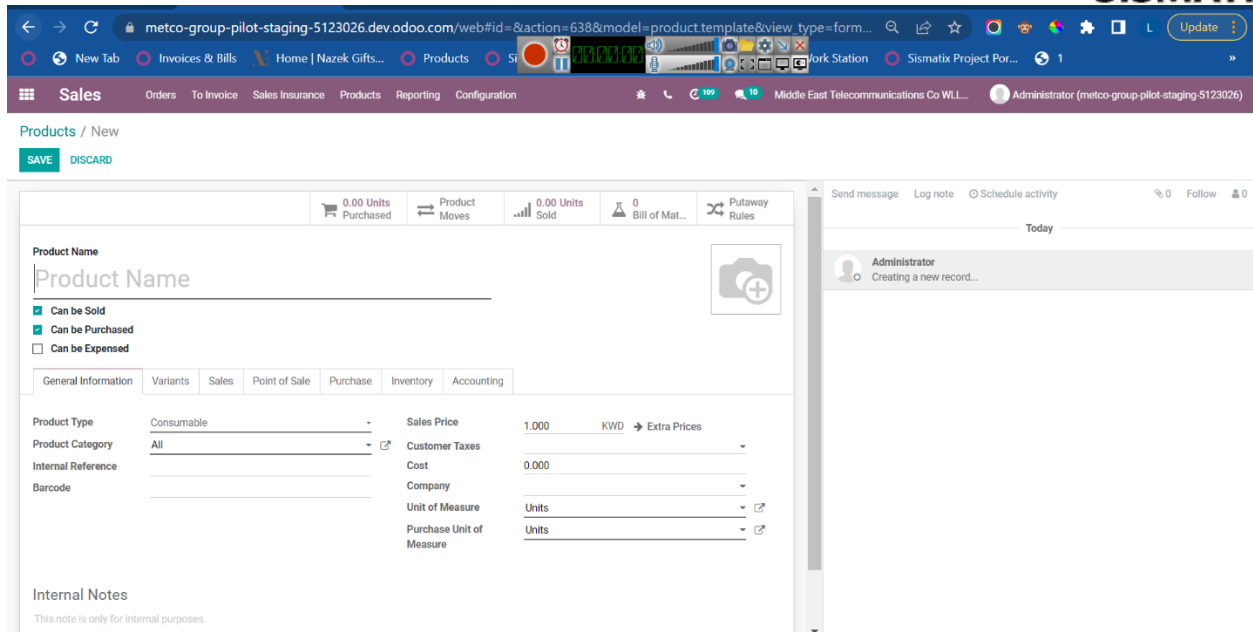 metco-group-pilot-staging-5123026.dev.odoo.com/web#id=&action=638&model=product.template&view_type=form...
L
Update
New Tab
Invoices & Bills
Home | Nazek Gifts...
Products
Si
00:00:00
ork Station
Sismatix Project Por...
1
»
Sales
Orders
To Invoice
Sales Insurance
Products
Reporting
Configuration
109
10
Middle East Telecommunications Co WLL...
Administrator (metco-group-pilot-staging-5123026)
Products / New
SAVE
DISCARD
0.00 Units
Purchased
Product
Moves
0.00 Units
Sold
0
Bill of Mat...
Putaway
Rules
Send message
Log note
Schedule activity
0
Follow
0
Today
Administrator
Creating a new record...
Product Name
Product Name
Can be Sold
Can be Purchased
Can be Expensed
General Information
Variants
Sales
Point of Sale
Purchase
Inventory
Accounting
Product Type
Consumable
Product Category
All
Internal Reference
Barcode
Sales Price
1.000
KWD
Extra Prices
Customer Taxes
Cost
0.000
Company
Unit of Measure
Units
Purchase Unit of
Measure
Units
Internal Notes
This note is only for internal purposes.